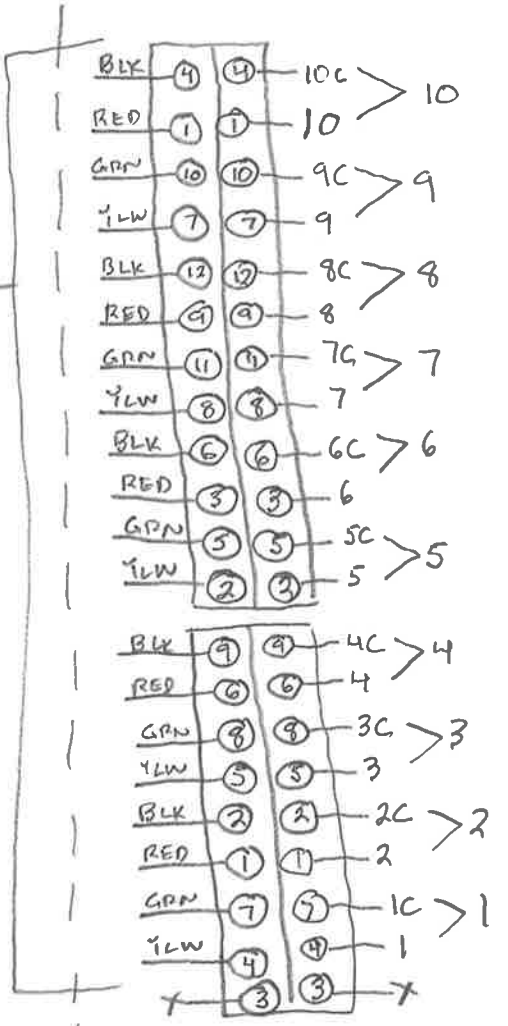 BLK 4 4 10C
RED 1 1 10 > 10
GRN 10 10 9C
YLW 7 7 9 > 9
BLK 12 12 8C
RED 9 9 8 > 8
GRN 11 11 7C
YLW 8 8 7 > 7
BLK 6 6 6C
RED 3 3 6 > 6
GRN 5 5 5C
YLW 2 3 5 > 5
BLK 9 9 4C
RED 6 6 4 > 4
GRN 8 8 3C
YLW 5 5 3 > 3
BLK 2 2 2C
RED 1 1 2 > 2
GRN 7 7 1C
YLW 4 4 1 > 1
X 3 3 X